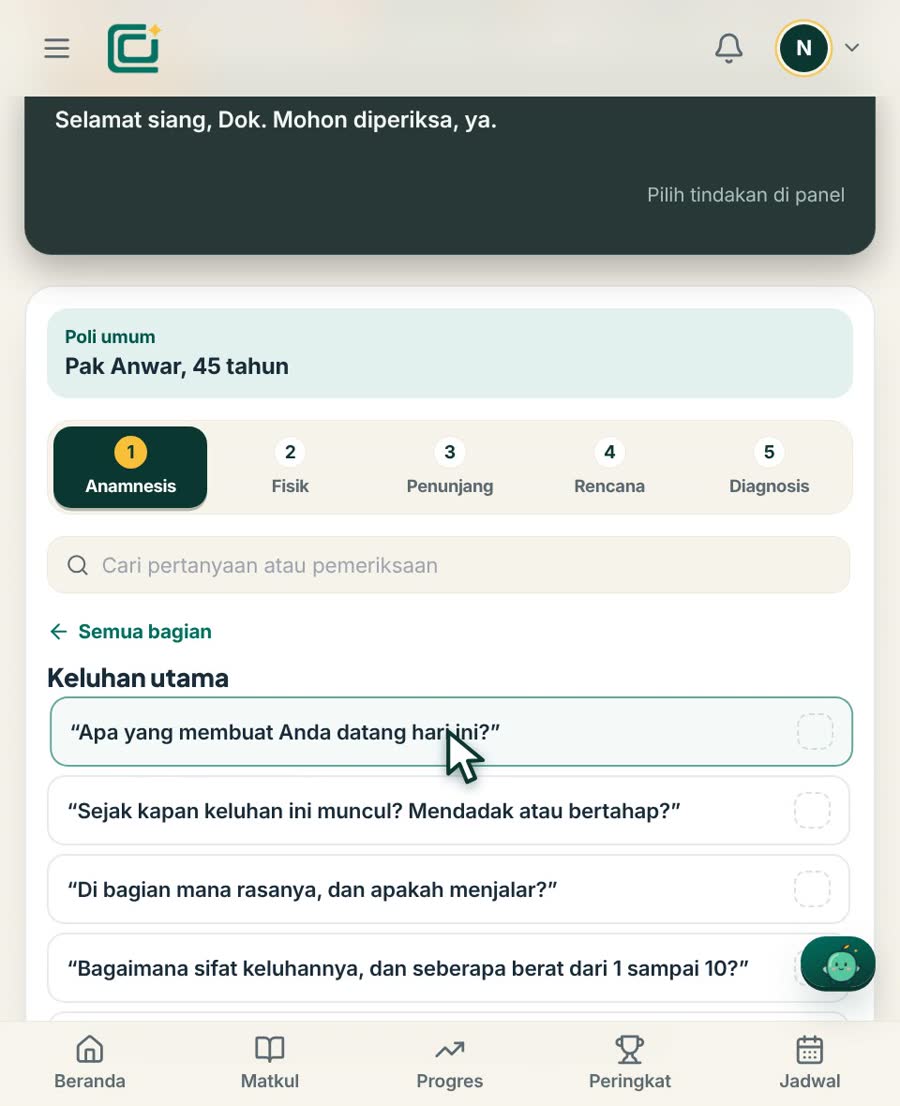 N
Selamat siang, Dok. Mohon diperiksa, ya.
Pilih tindakan di panel
Poli umum
Pak Anwar, 45 tahun
1
Anamnesis
2
Fisik
3
Penunjang
4
Rencana
5
Diagnosis
Cari pertanyaan atau pemeriksaan
Semua bagian
Keluhan utama
“Apa yang membuat Anda datang hari ini?”
“Sejak kapan keluhan ini muncul? Mendadak atau bertahap?”
“Di bagian mana rasanya, dan apakah menjalar?”
“Bagaimana sifat keluhannya, dan seberapa berat dari 1 sampai 10?”
Beranda
Matkul
Progres
Peringkat
Jadwal